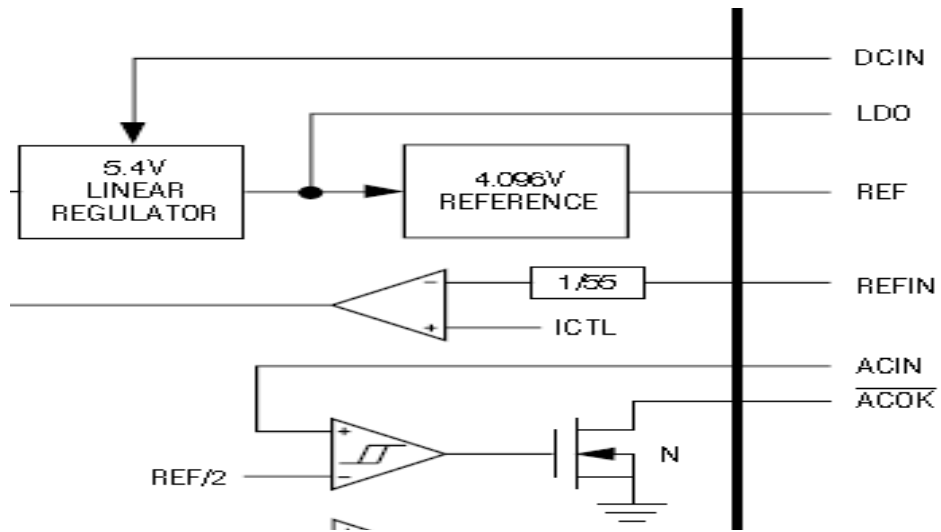 DCIN
LDO
5.4V
LINEAR
REGULATOR
4.096V
REFERENCE
REF
1/55
REFIN
-
+
ICTL
ACIN
ACOK
+
-
REF/2
N